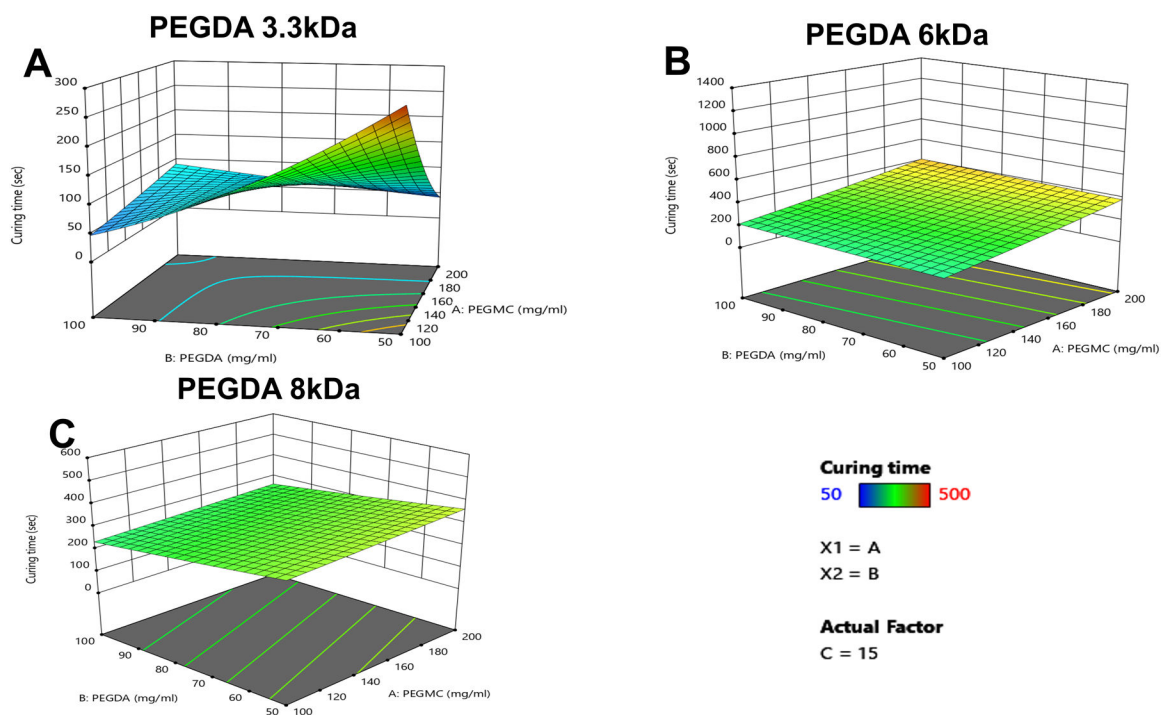 PEGDA 3.3kDa
A
300
250
200
150
100
50
0
Curing time (sec)
200
180
160
140
120
100
A: PEGMC (mg/ml)
100
90
80
70
60
50
B: PEGDA (mg/ml)
PEGDA 6kDa
B
1400
1200
1000
800
600
400
200
0
Curing time (sec)
100
90
80
70
60
50
B: PEGDA (mg/ml)
200
180
160
140
120
100
A: PEGMC (mg/ml)
PEGDA 8kDa
C
600
500
400
300
200
100
0
Curing time (sec)
100
90
80
70
60
50
B: PEGDA (mg/ml)
200
180
160
140
120
100
A: PEGMC (mg/ml)
Curing time
50 500
X1 = A
X2 = B
Actual Factor
C = 15